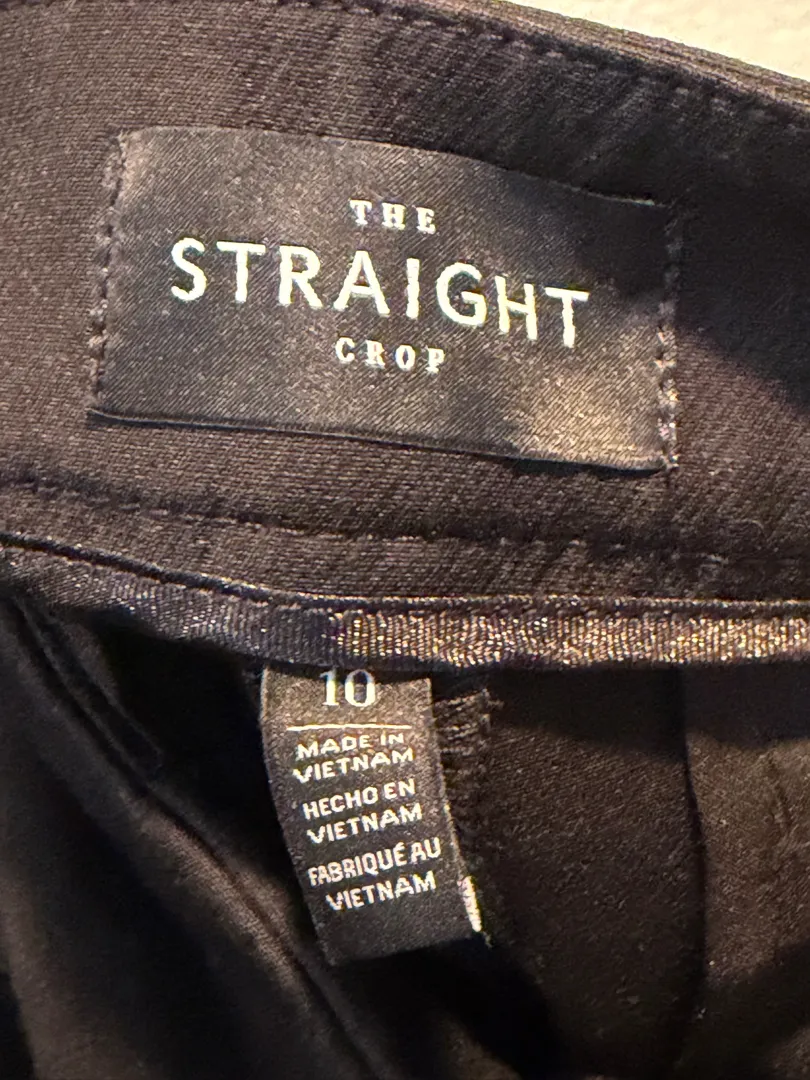 THE
STRAIGHT
CROP
10
MADE IN
VIETNAM
HECHO EN
VIETNAM
FABRIQUÉ AU
VIETNAM